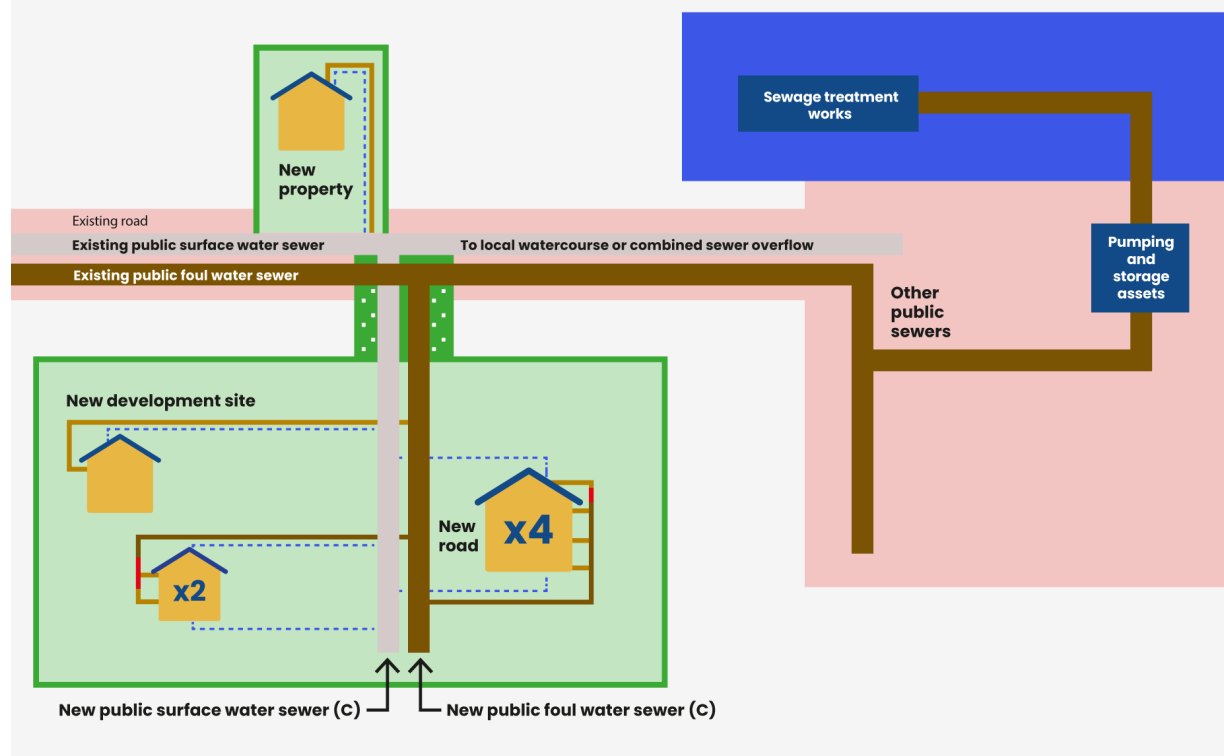 Sewage treatment
works
New
property
Existing road
Existing public surface water sewer
To local watercourse or combined sewer overflow
Pumping
and
storage
assets
Existing public foul water sewer
Other
public
sewers
New development site
x4
New
road
x2
New public surface water sewer (C)
New public foul water sewer (C)